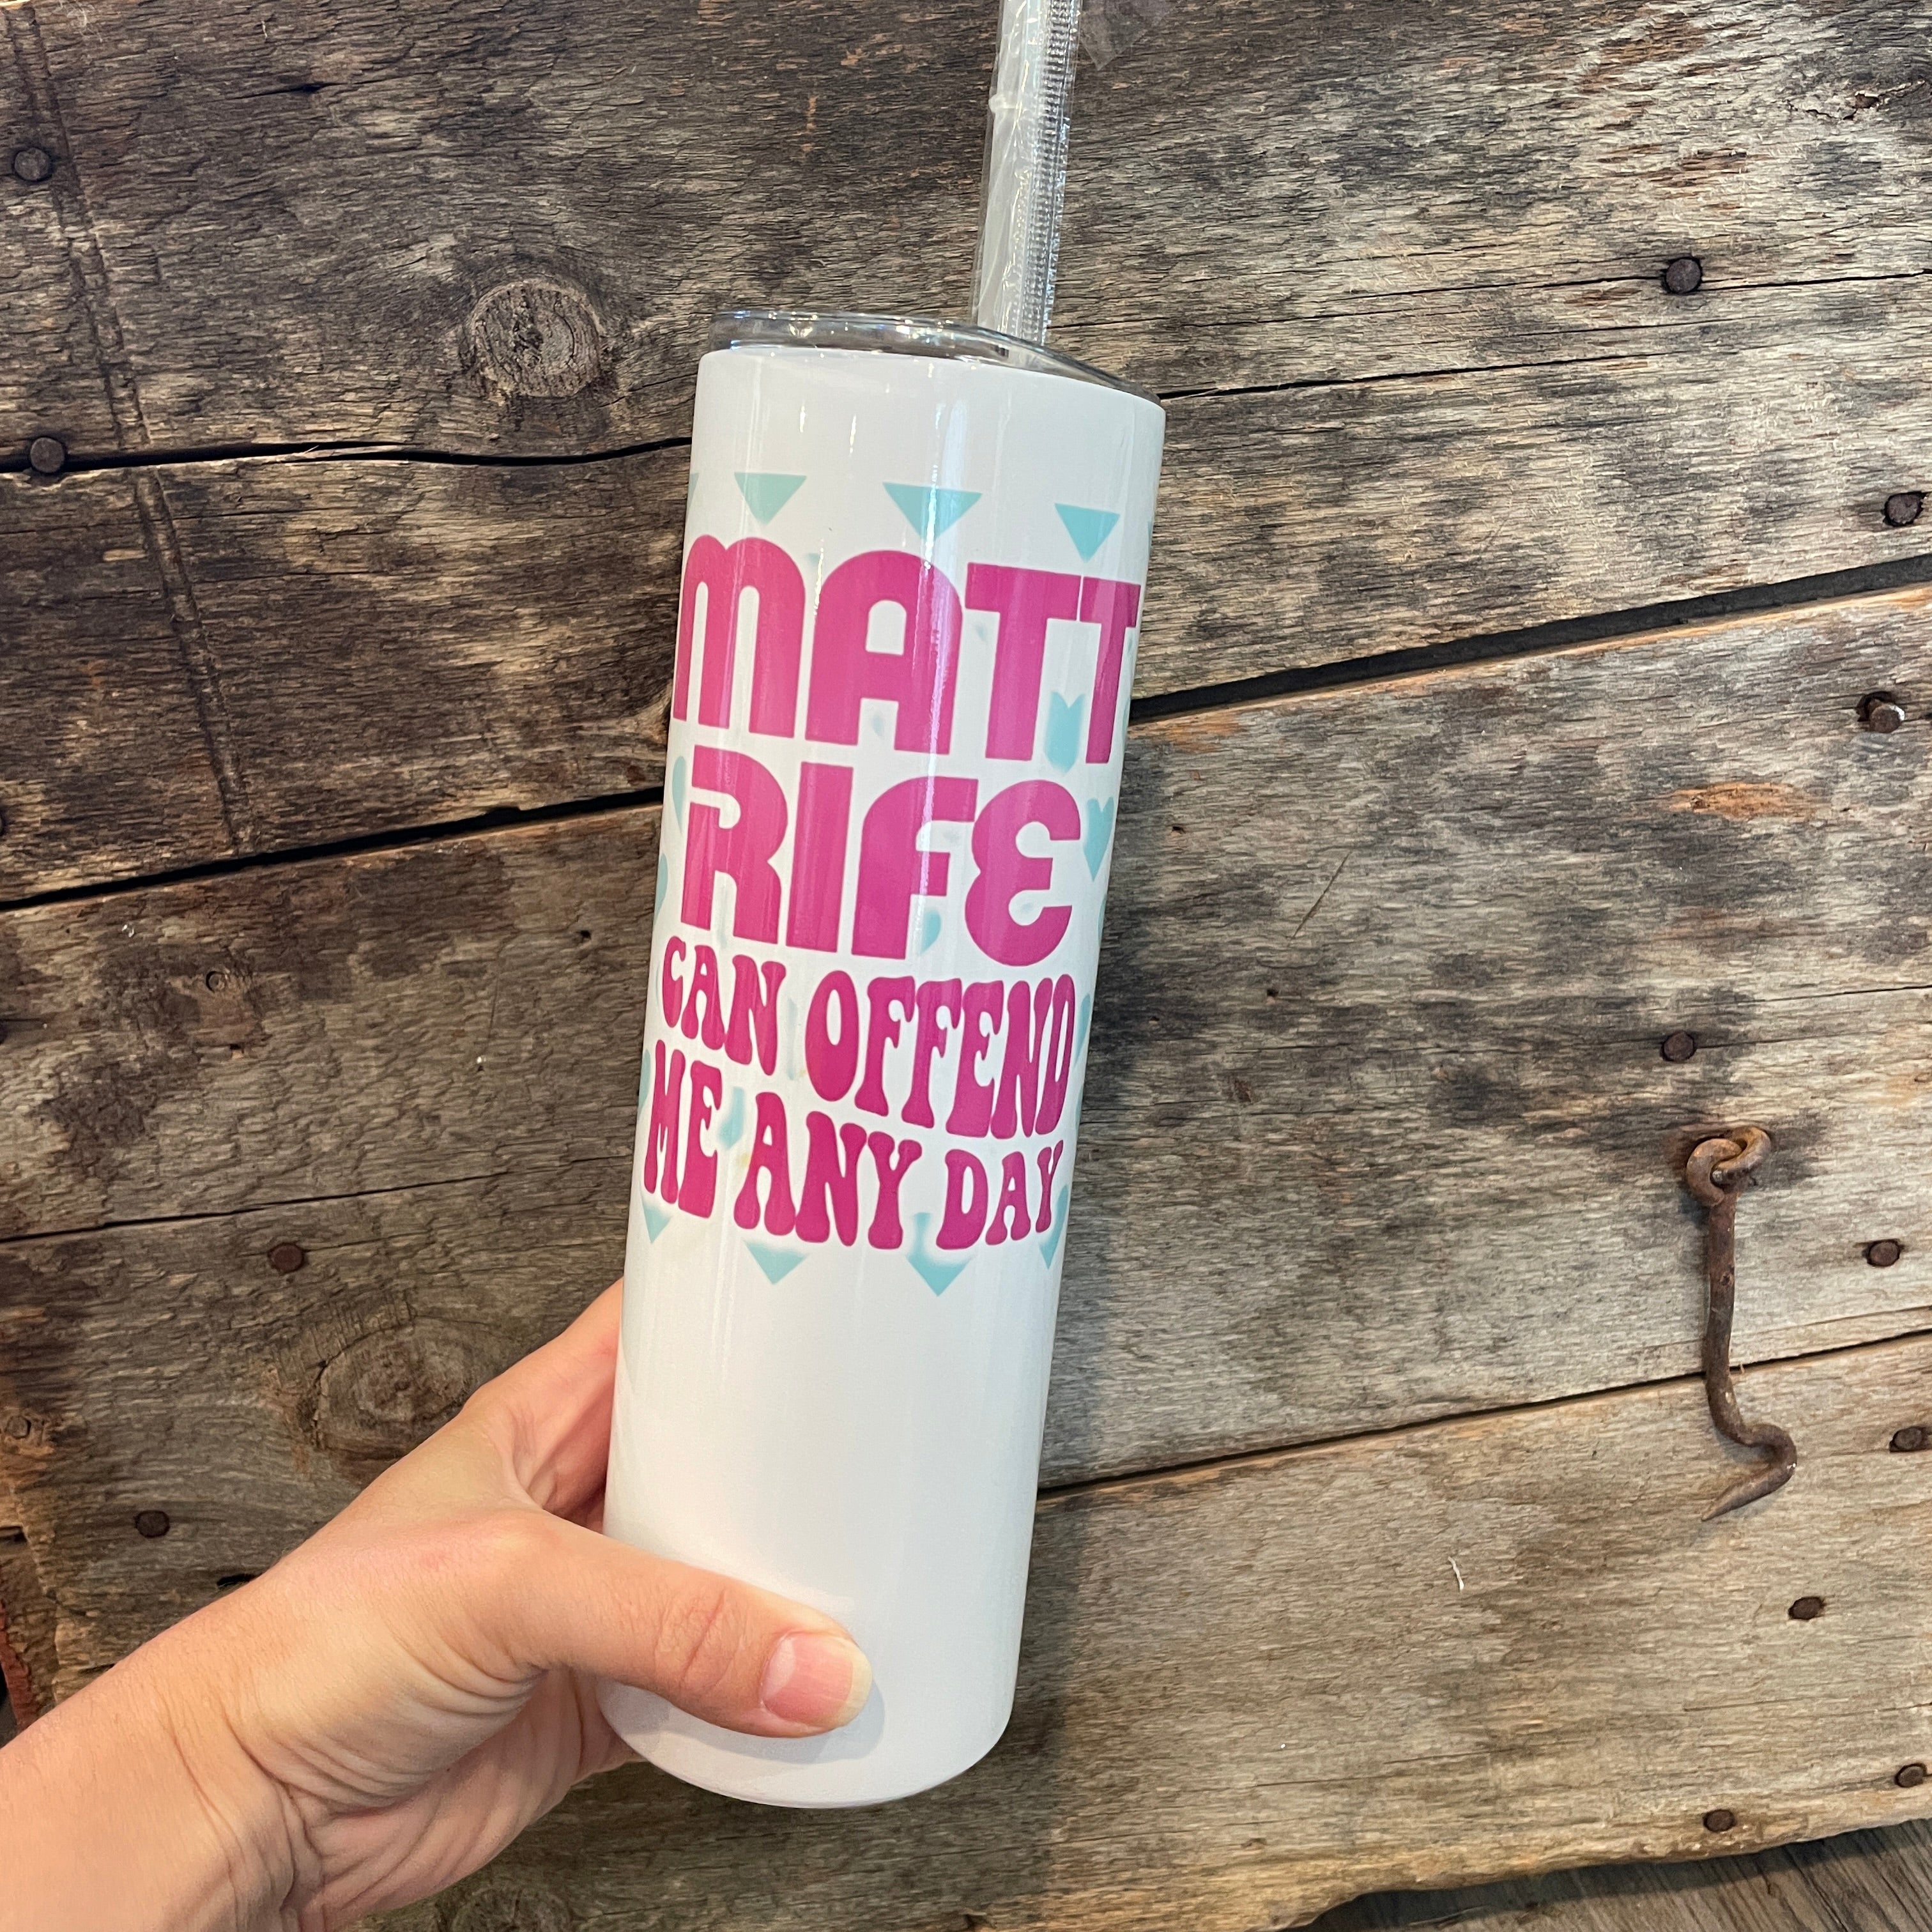 MATT
RIFE
CAN OFFEND
ME ANY DAY